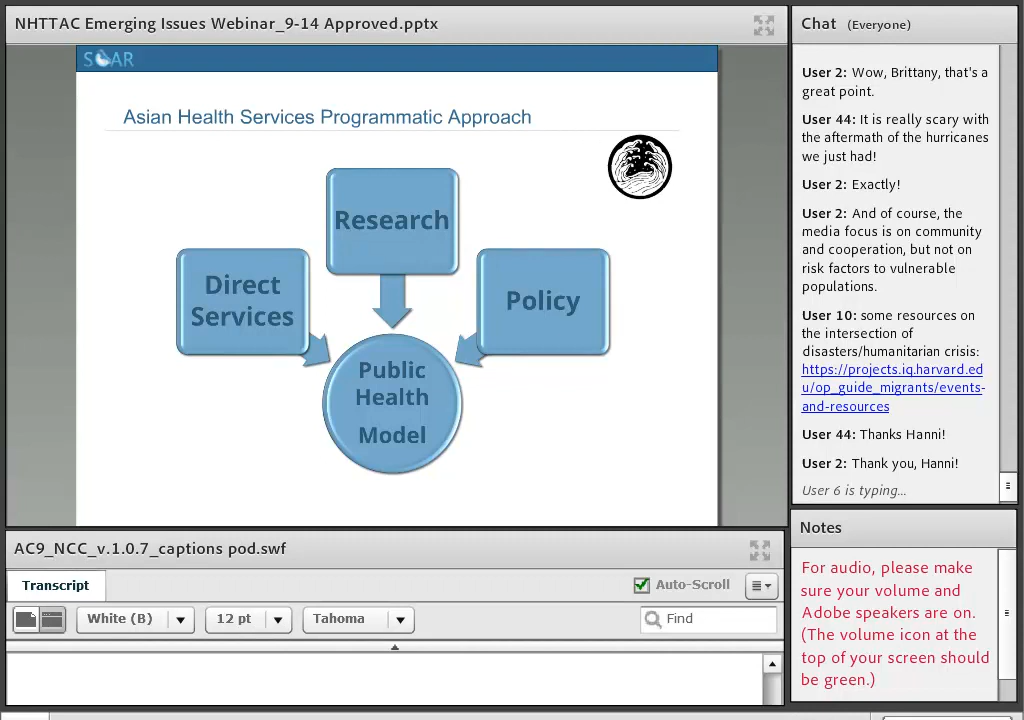 NHTTAC Emerging Issues Webinar_9-14 Approved.pptx
SOAR
Asian Health Services Programmatic Approach
Research
Direct
Services
Policy
Public
Health
Model
AC9_NCC_v.1.0.7_captions pod.swf
Transcript
Auto-Scroll
White (B)
12 pt
Tahoma
Find
Chat (Everyone)
User 2: Wow, Brittany, that's a
great point.
User 44: It is really scary with
the aftermath of the hurricanes
we just had!
User 2: Exactly!
User 2: And of course, the
media focus is on community
and cooperation, but not on
risk factors to vulnerable
populations.
User 10: some resources on
the intersection of
disasters/humanitarian crisis:
https://projects.iq.harvard.ed
u/op_guide_migrants/events-
and-resources
User 44: Thanks Hanni!
User 2: Thank you, Hanni!
User 6 is typing...
Notes
For audio, please make
sure your volume and
Adobe speakers are on.
(The volume icon at the
top of your screen should
be green.)